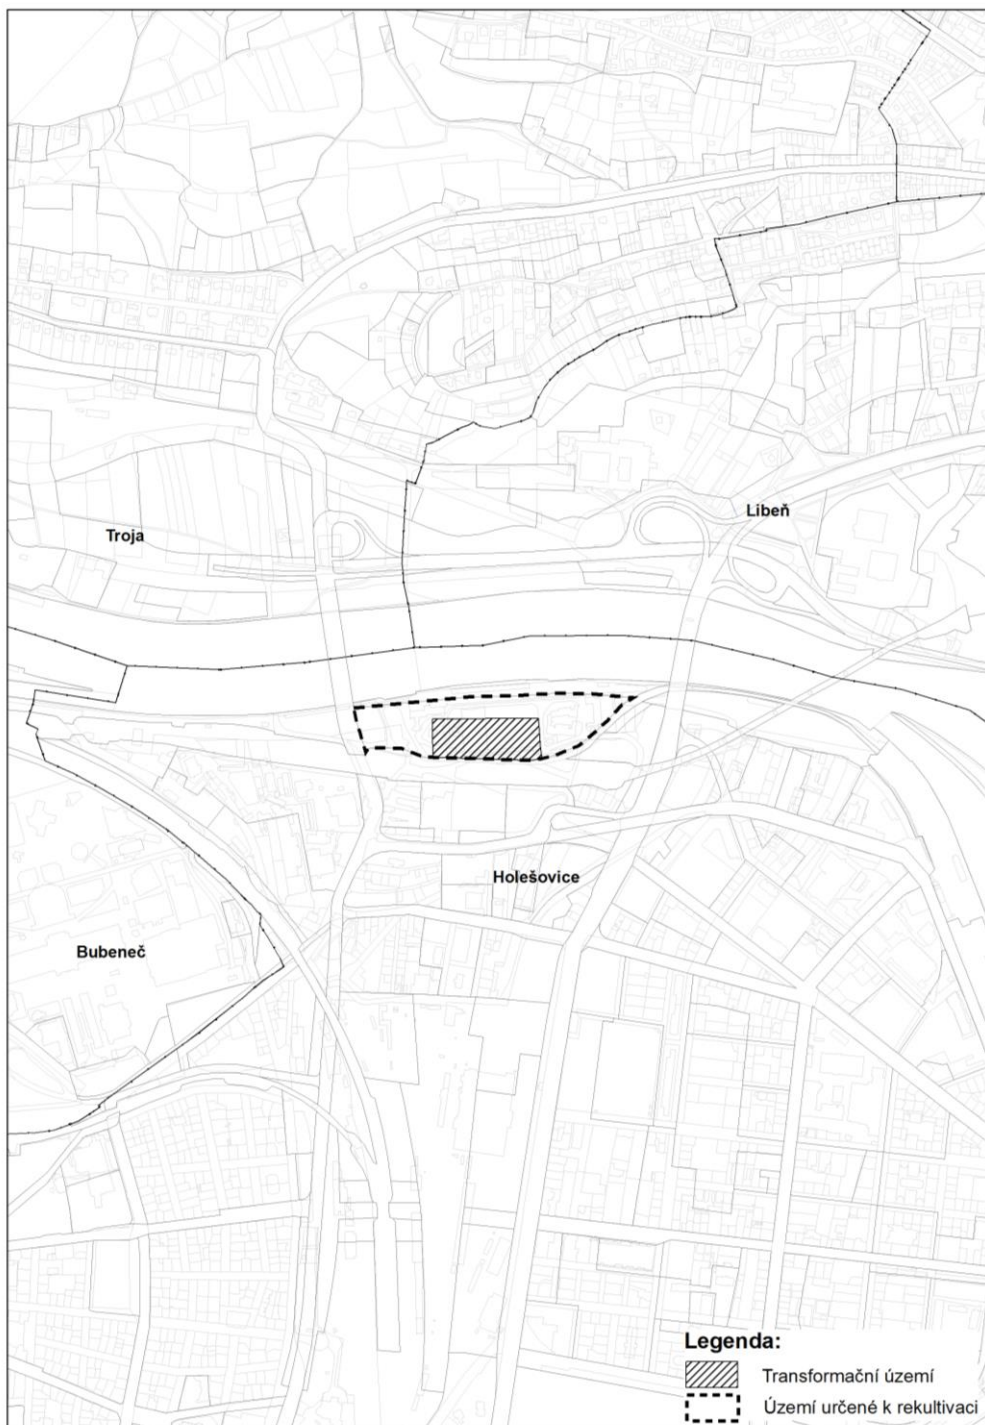 Troja
Libeň
Holešovice
Bubeneč
Legenda:
Transformační území
Území určené k rekultivaci